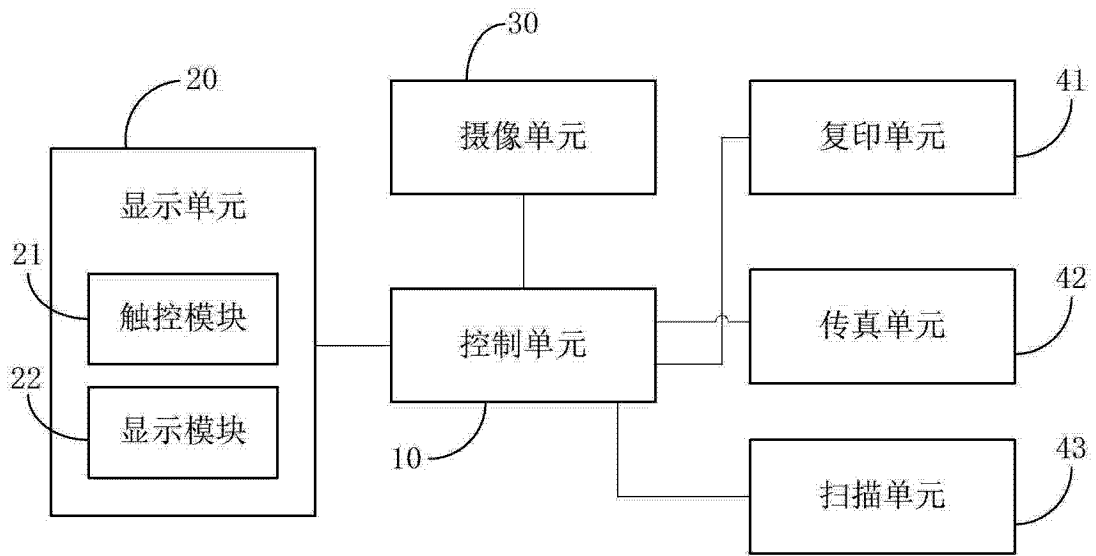 30
20
41
摄像单元
复印单元
显示单元
21
触控模块
控制单元
传真单元
42
22
显示模块
10
43
扫描单元